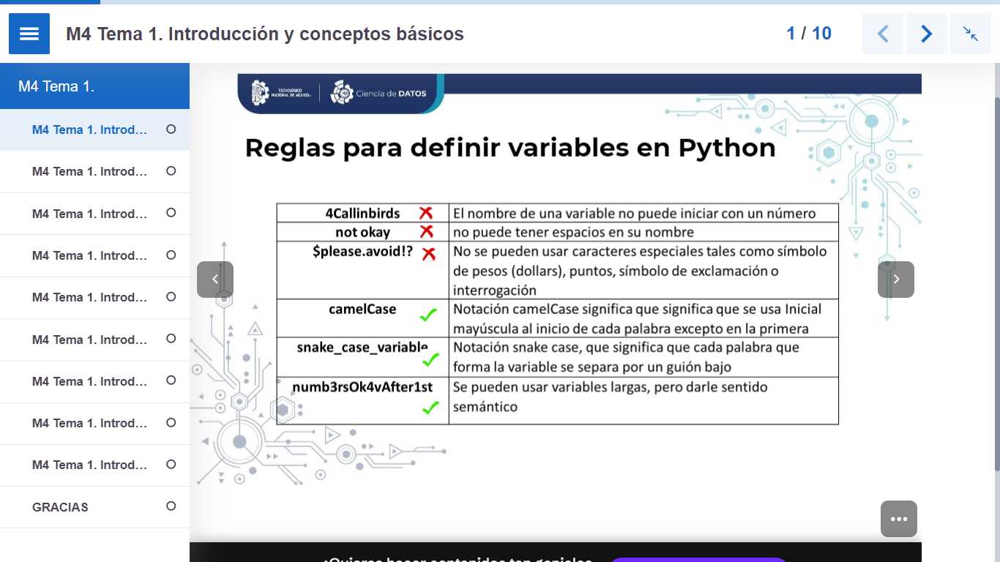 M4 Tema 1. Introducción y conceptos básicos
1 / 10
M4 Tema 1.
M4 Tema 1. Introd...
M4 Tema 1. Introd...
M4 Tema 1. Introd...
M4 Tema 1. Introd...
M4 Tema 1. Introd...
M4 Tema 1. Introd...
M4 Tema 1. Introd...
M4 Tema 1. Introd...
M4 Tema 1. Introd...
GRACIAS
TECNOLÓGICO
NACIONAL DE MÉXICO
Ciencia de DATOS
Reglas para definir variables en Python
4Callinbirds
El nombre de una variable no puede iniciar con un número
not okay
no puede tener espacios en su nombre
$please.avoid!?
No se pueden usar caracteres especiales tales como símbolo
de pesos (dollars), puntos, símbolo de exclamación o
interrogación
camelCase
Notación camelCase significa que significa que se usa Inicial
mayúscula al inicio de cada palabra excepto en la primera
snake_case_variable
Notación snake case, que significa que cada palabra que
forma la variable se separa por un guión bajo
numb3rsOk4vAfter1st
Se pueden usar variables largas, pero darle sentido
semántico
¿Quieres hacer contenidos tan geniales